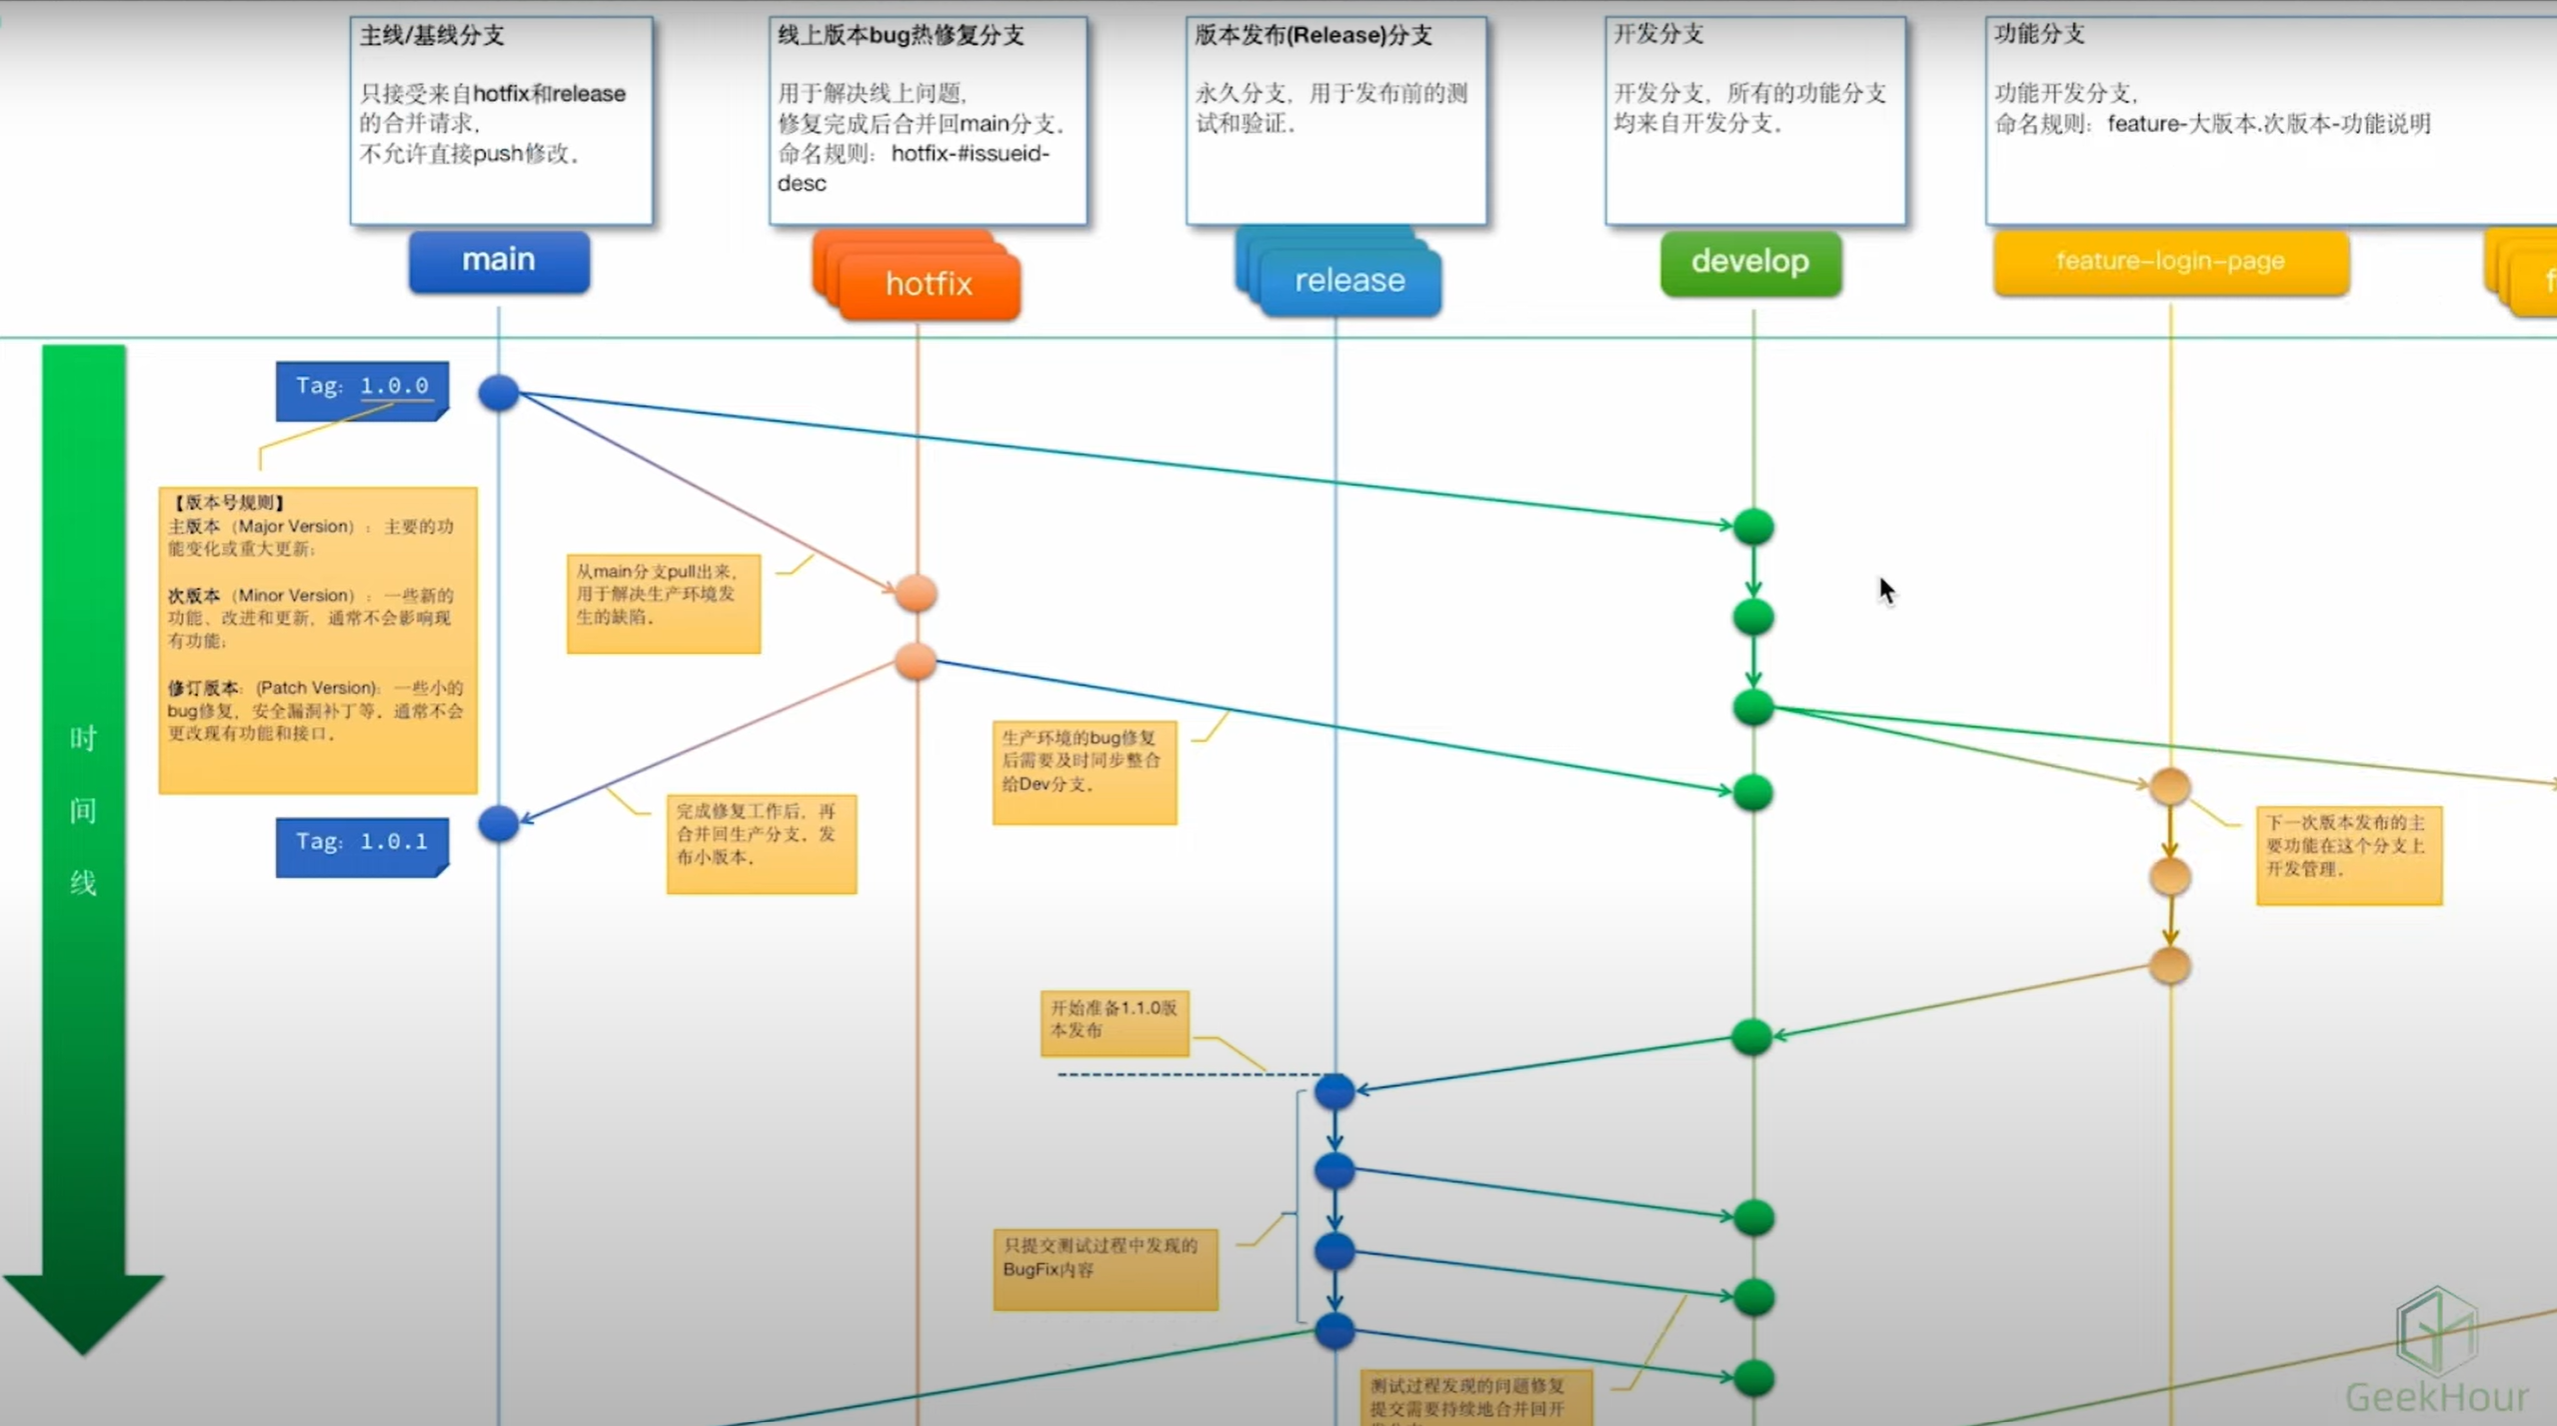 主线/基线分支
只接受来自hotfix和release
的合并请求，
不允许直接push修改。
线上版本bug热修复分支
用于解决线上问题，
修复完成后合并回main分支。
命名规则：hotfix-#issueid-
desc
版本发布(Release)分支
永久分支，用于发布前的测
试和验证。
开发分支
开发分支，所有的功能分支
均来自开发分支。
功能分支
功能开发分支，
命名规则：feature-大版本.次版本-功能说明
main
hotfix
release
develop
feature-login-page
f
Tag: 1.0.0
【版本号规则】
主版本（Major Version）：主要的功
能变化或重大更新；
次版本（Minor Version）：一些新的
功能、改进和更新，通常不会影响现
有功能；
修订版本：(Patch Version)：一些小的
bug修复，安全漏洞补丁等。通常不会
更改现有功能和接口。
从main分支pull出来，
用于解决生产环境发
生的缺陷。
生产环境的bug修复
后需要及时同步整合
给Dev分支。
完成修复工作后，再
合并回生产分支。发
布小版本。
Tag: 1.0.1
下一次版本发布的主
要功能在这个分支上
开发管理。
时
间
线
开始准备1.1.0版
本发布
只提交测试过程中发现的
BugFix内容
测试过程发现的问题修复
提交需要持续地合并回开
GeekHour